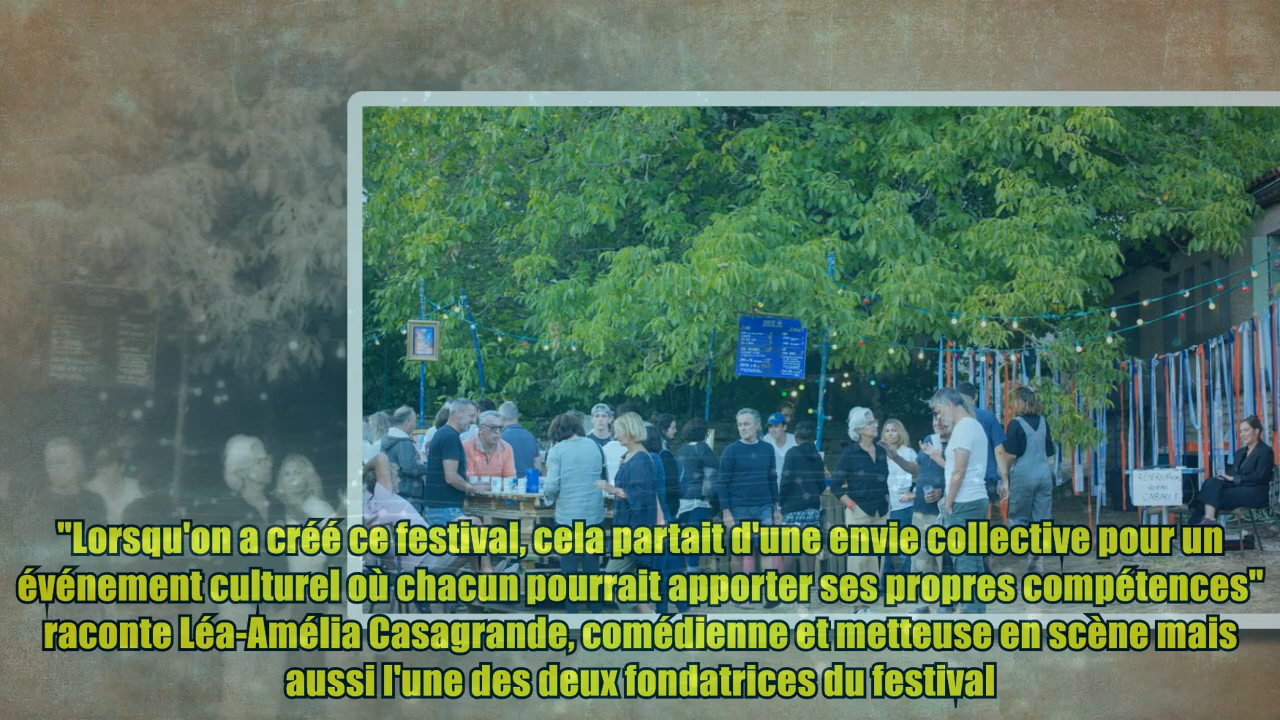 "Lorsqu'on a créé ce festival, cela partait d'une envie collective pour un
événement culturel où chacun pourrait apporter ses propres compétences"
raconte Léa-Amélia Casagrande, comédienne et metteuse en scène mais
aussi l'une des deux fondatrices du festival
CABARET